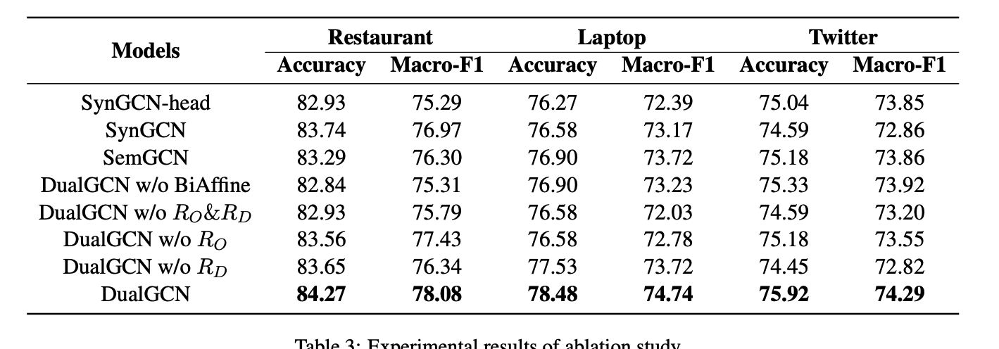 Models Restaurant Laptop Twitter
Accuracy Macro-F1 Accuracy Macro-F1 Accuracy Macro-F1
SynGCN-head 82.93 75.29 76.27 72.39 75.04 73.85
SynGCN 83.74 76.97 76.58 73.17 74.59 72.86
SemGCN 83.29 76.30 76.90 73.72 75.18 73.86
DualGCN w/o BiAffine 82.84 75.31 76.90 73.23 75.33 73.92
DualGCN w/o R_O&R_D 82.93 75.79 76.58 72.03 74.59 73.20
DualGCN w/o R_O 83.56 77.43 76.58 72.78 75.18 73.55
DualGCN w/o R_D 83.65 76.34 77.53 73.72 74.45 72.82
DualGCN 84.27 78.08 78.48 74.74 75.92 74.29
Table 3: Experimental results of ablation study